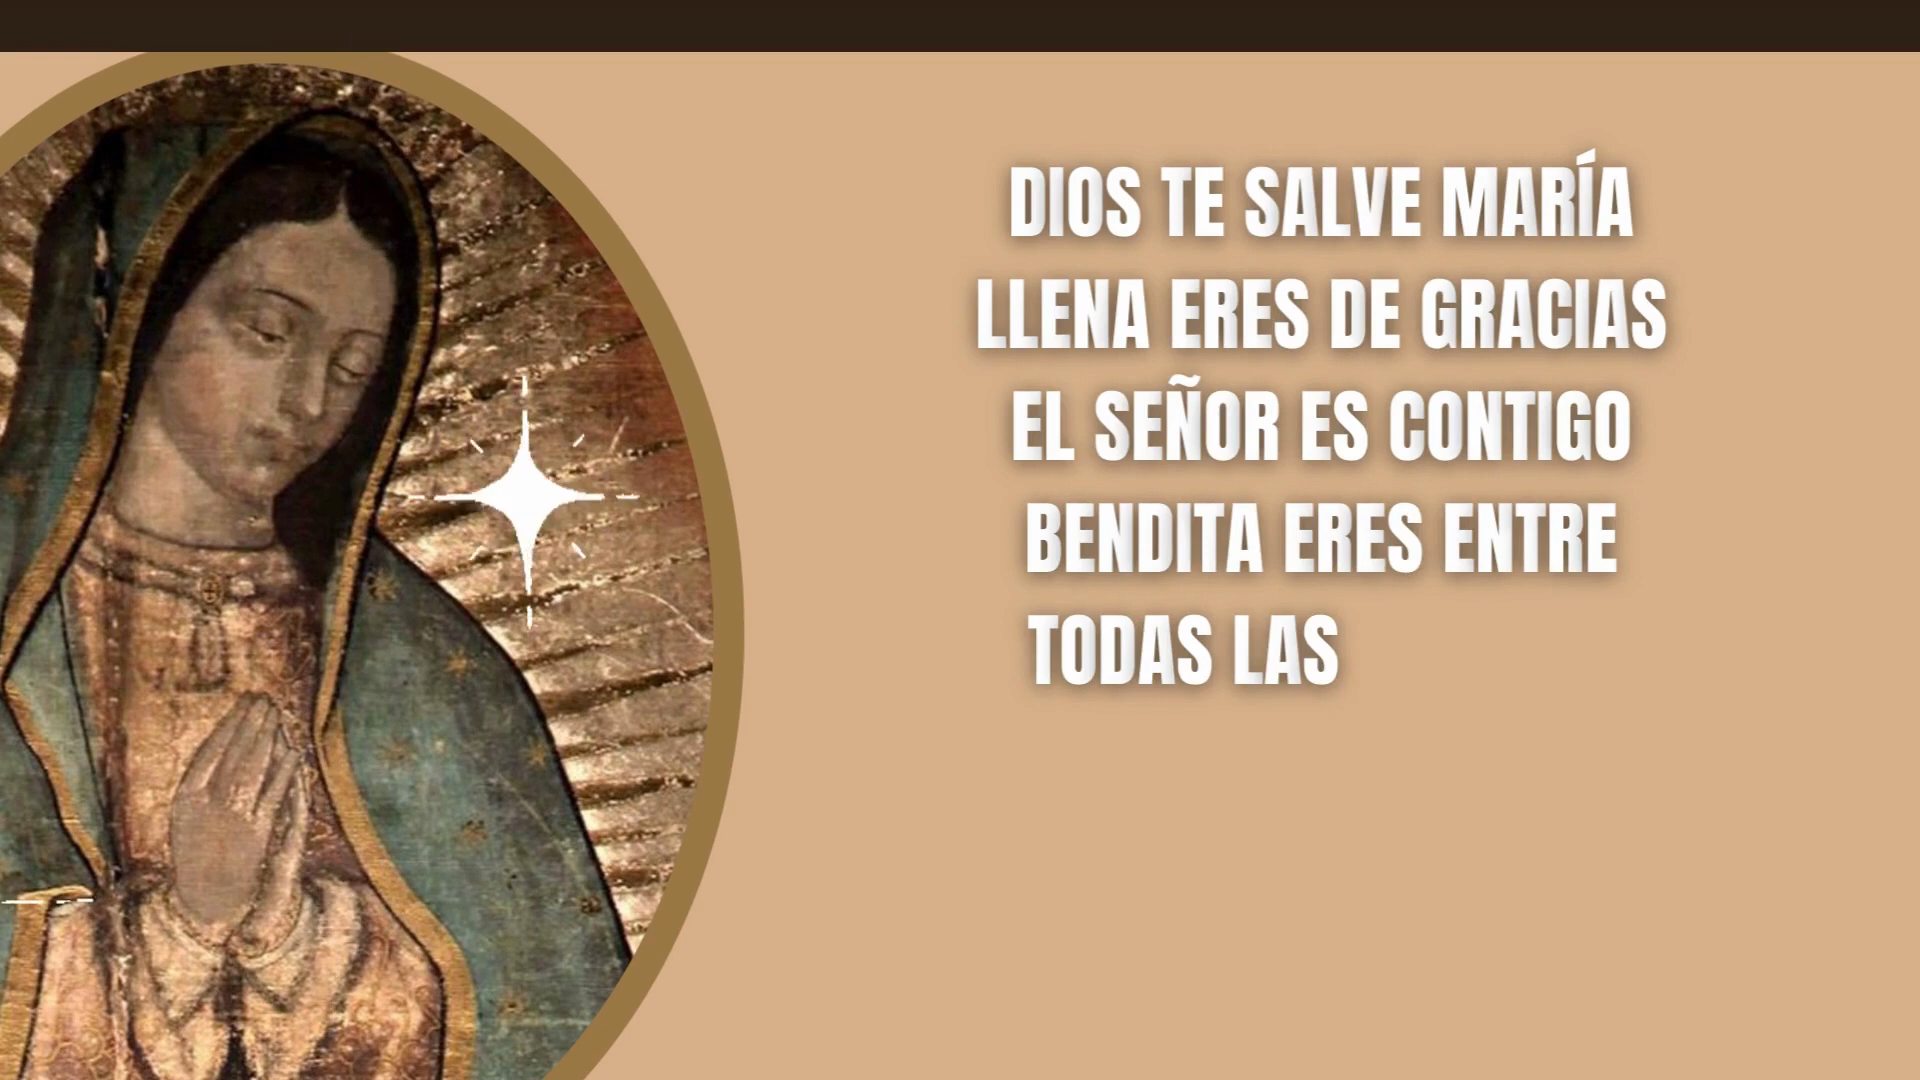 DIOS TE SALVE MARÍA
LLENA ERES DE GRACIAS
EL SEÑOR ES CONTIGO
BENDITA ERES ENTRE
TODAS LAS